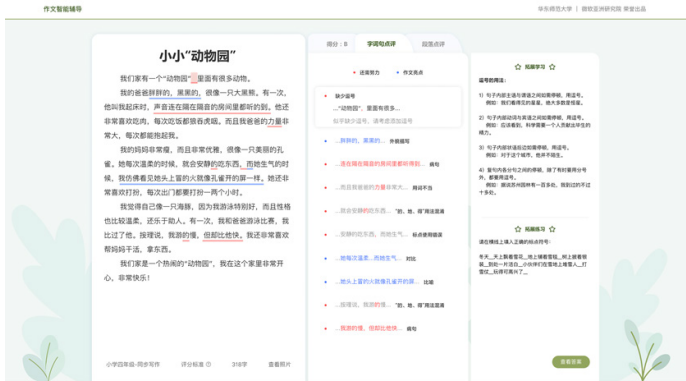 作文智能辅导
华东师范大学 | 微软亚洲研究院 荣誉出品
小小“动物园”
我们家有一个“动物园” 里面有很多动物。
我的爸爸胖胖的，黑黑的，很像一只大黑熊。有一次，
他叫我起床时，声音连在隔在隔音的房间里都听的到。他还
非常喜欢吃肉，每次吃饭都狼吞虎咽。而且我爸爸的力量非
常大，每次都能抱起我。
我的妈妈非常瘦，而且非常优雅，很像一只美丽的孔
雀。她每次温柔的时候，就会安静的吃东西，而她生气的时
候，我仿佛看见她头上冒的火就像孔雀开的屏一样。她还非
常喜欢打扮，每次出门都要打扮一两个小时。
我觉得自己像一只海豚。因为我游泳特别好，而且性格
也比较温柔，还乐于助人。有一次，我和爸爸游泳比赛，我
比过了他。按理说，我游的慢，但却比他快。我还非常喜欢
帮妈妈干活，拿东西。
我们家是一个热闹的“动物园”，我在这个家里非常开
心，非常快乐！
小学四年级-同步写作 评分标准 318字 查看照片
得分：B 字词句点评 段落点评
还需努力 作文亮点
缺少逗号
...“动物园”，里面有很多...
似乎缺少逗号，请考虑添加逗号
...胖胖的，黑黑的... 外貌描写
...连在隔在隔音的房间里都听得到... 病句
...而且我爸爸的力量非常大... 用词不当
...就会安静的吃东西... “的、地、得”用法混淆
...安静的吃东西，而她生气... 标点使用错误
...她每次温柔...而她生气... 对比
...她头上冒的火就像孔雀开的屏... 比喻
...按理说，我游的慢... “的、地、得”用法混淆
...我游的慢，但却比他快... 病句
拓展学习
逗号的用法：
1）句子内部主语与谓语之间如需停顿，用逗号。
例如：我们看得见的星星，绝大多数是恒星。
2）句子内部动词与宾语之间如需停顿，用逗号。
例如：应该看到，科学需要一个人贡献出毕生的
精力。
3）句子内部状语后边如需停顿，用逗号。
例如：对于这个城市，他并不陌生。
4）复句内各分句之间的停顿，除了有时要用分号
外，都要用逗号。
例如：据说苏州园林有一百多处，我到过的不过
十多处。
拓展练习
请在横线上填入正确的标点符号：
冬天__天上飘着雪花__地上铺着雪毯__树上披着银
装__到处一片洁白__小伙伴们在雪地上堆雪人__打
雪仗__玩得可高兴了__
查看答案